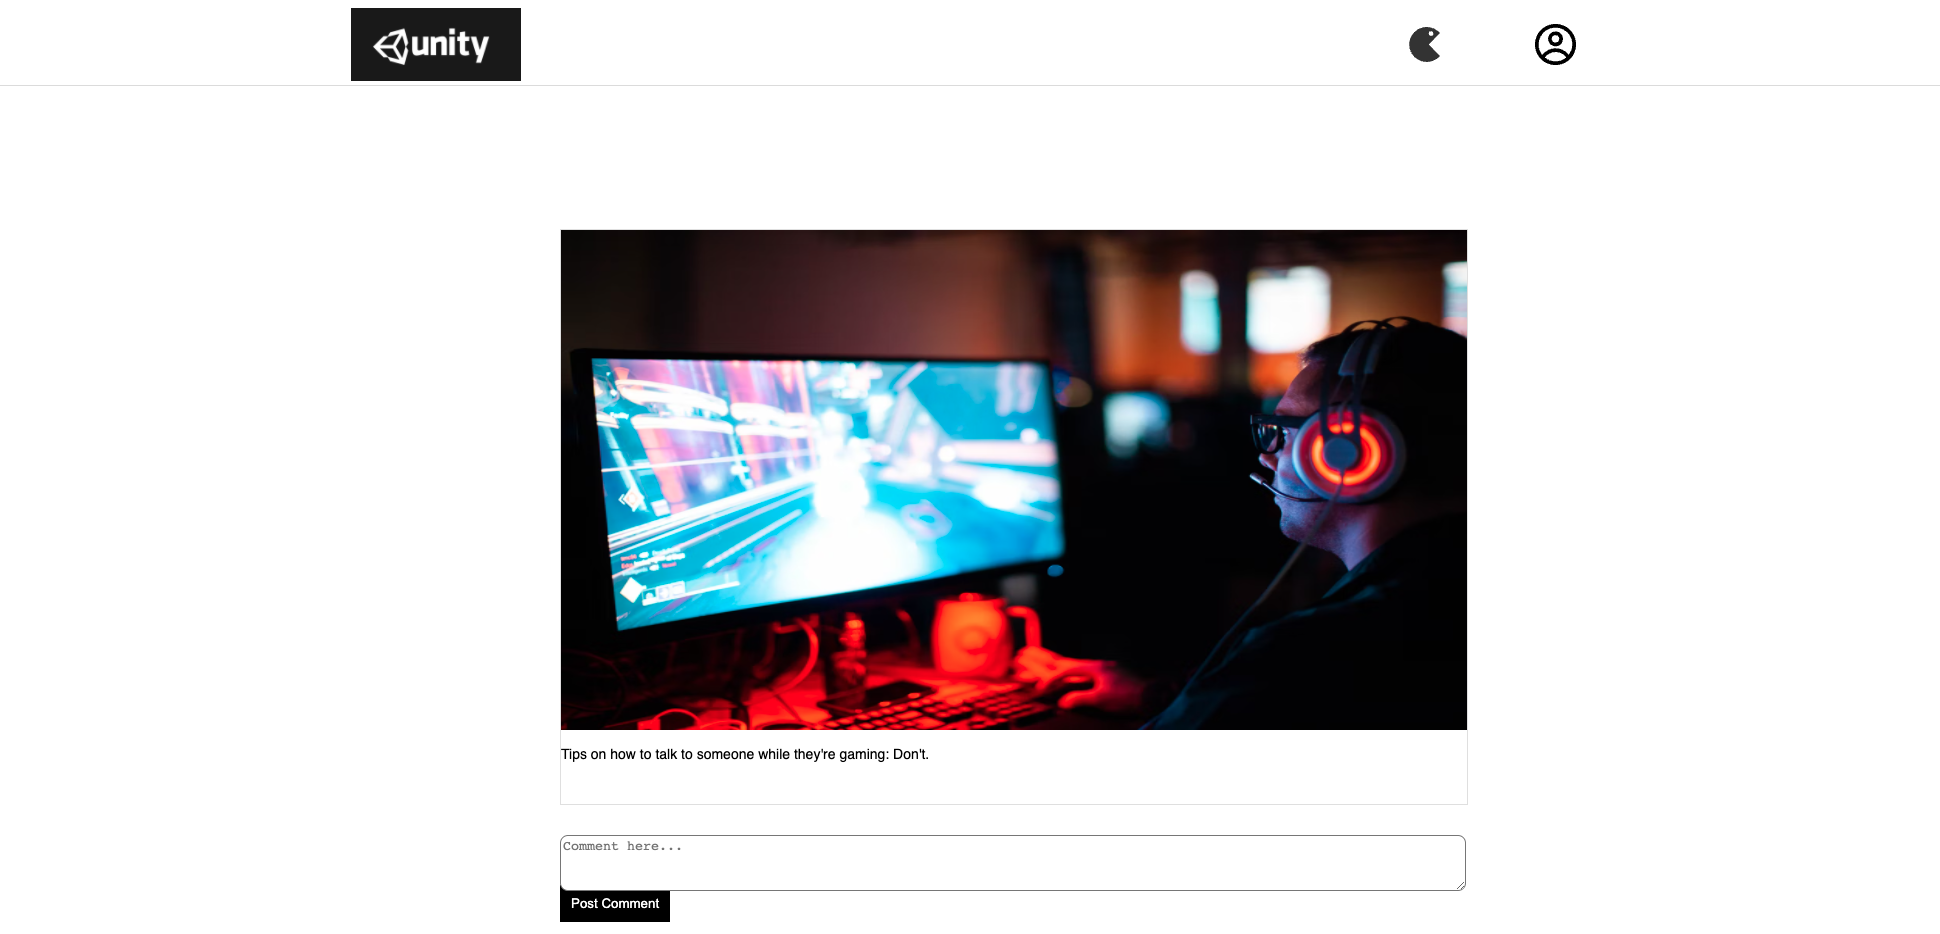 unity
Tips on how to talk to someone while they're gaming: Don't.
Comment here...
Post Comment